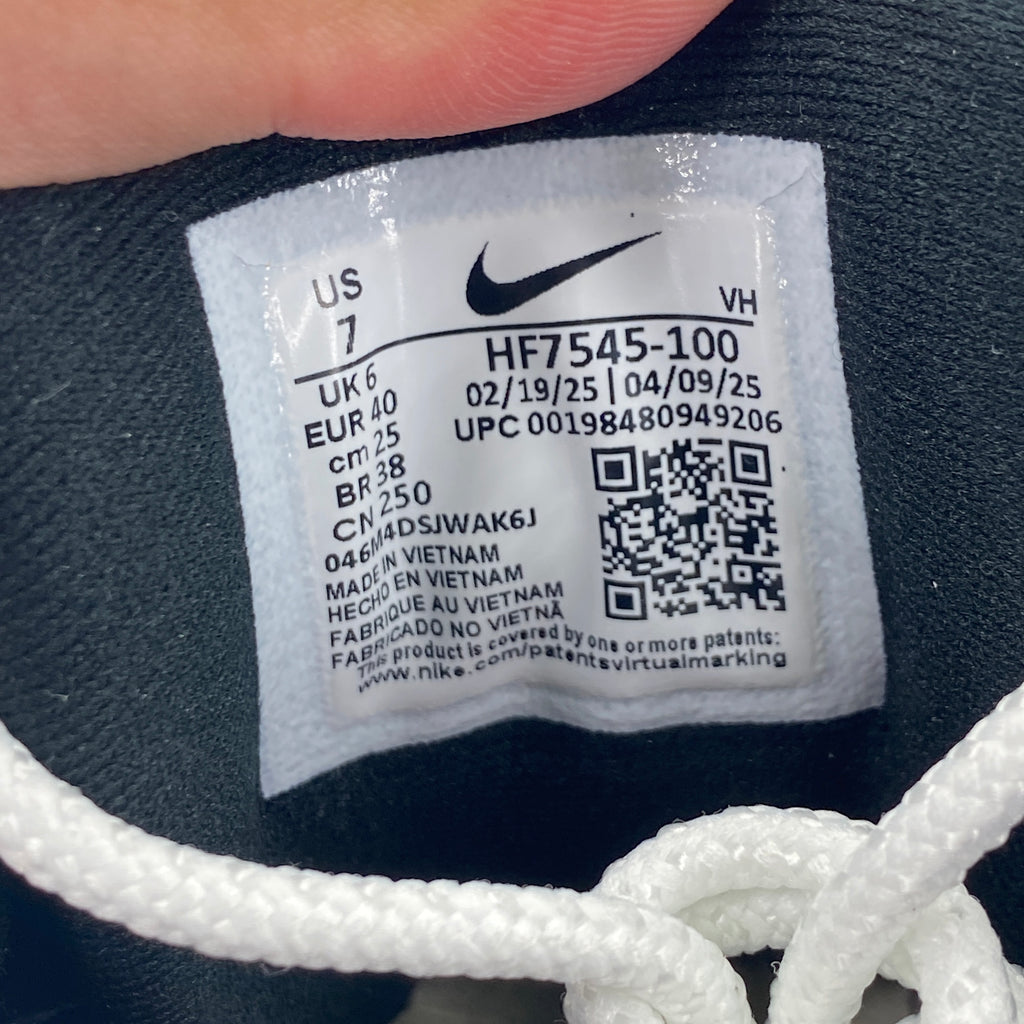 US
7
VH
UK 6
EUR 40
cm 25
BR 38
CN 250
HF7545-100
02/19/25 | 04/09/25
UPC 00198480949206
046M4DSJWAK6J
MADE IN VIETNAM
HECHO EN VIETNAM
FABRIQUE AU VIETNAM
FABRICADO NO VIETNÃ
This product is covered by one or more patents:
www.nike.com/patentsvirtualmarking